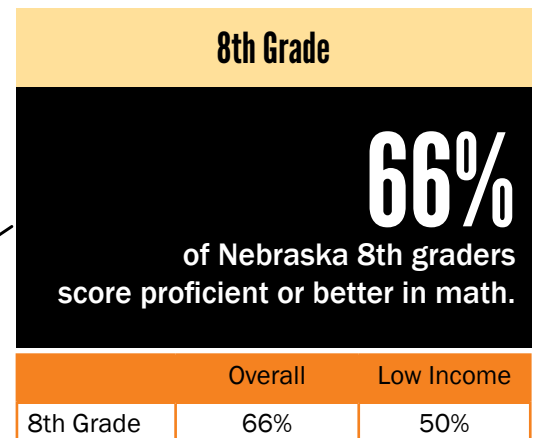 8th Grade
66%
of Nebraska 8th graders
score proficient or better in math.
Overall Low Income
8th Grade 66% 50%